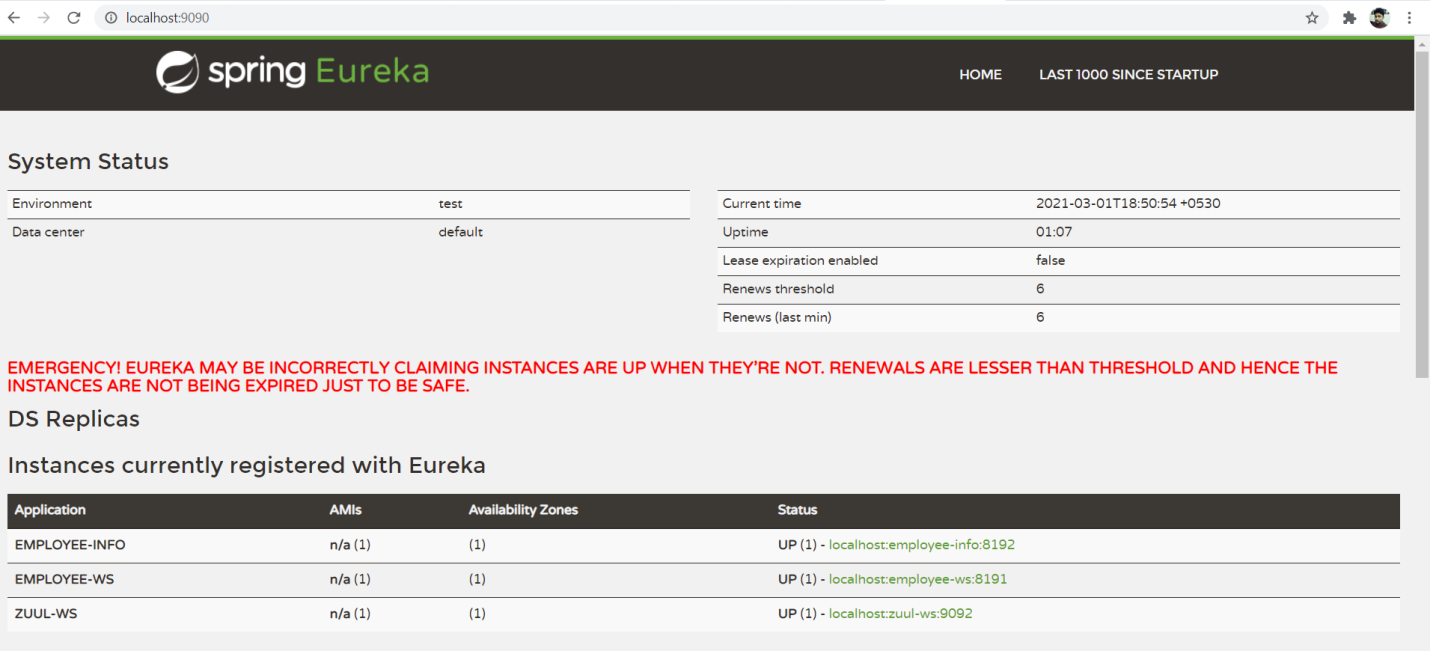 localhost:9090
spring Eureka
HOME LAST 1000 SINCE STARTUP
System Status
Environment test
Data center default
Current time 2021-03-01T18:50:54 +0530
Uptime 01:07
Lease expiration enabled false
Renews threshold 6
Renews (last min) 6
EMERGENCY! EUREKA MAY BE INCORRECTLY CLAIMING INSTANCES ARE UP WHEN THEY'RE NOT. RENEWALS ARE LESSER THAN THRESHOLD AND HENCE THE
INSTANCES ARE NOT BEING EXPIRED JUST TO BE SAFE.
DS Replicas
Instances currently registered with Eureka
Application AMIs Availability Zones Status
EMPLOYEE-INFO n/a (1) (1) UP (1) - localhost:employee-info:8192
EMPLOYEE-WS n/a (1) (1) UP (1) - localhost:employee-ws:8191
ZUUL-WS n/a (1) (1) UP (1) - localhost:zuul-ws:9092